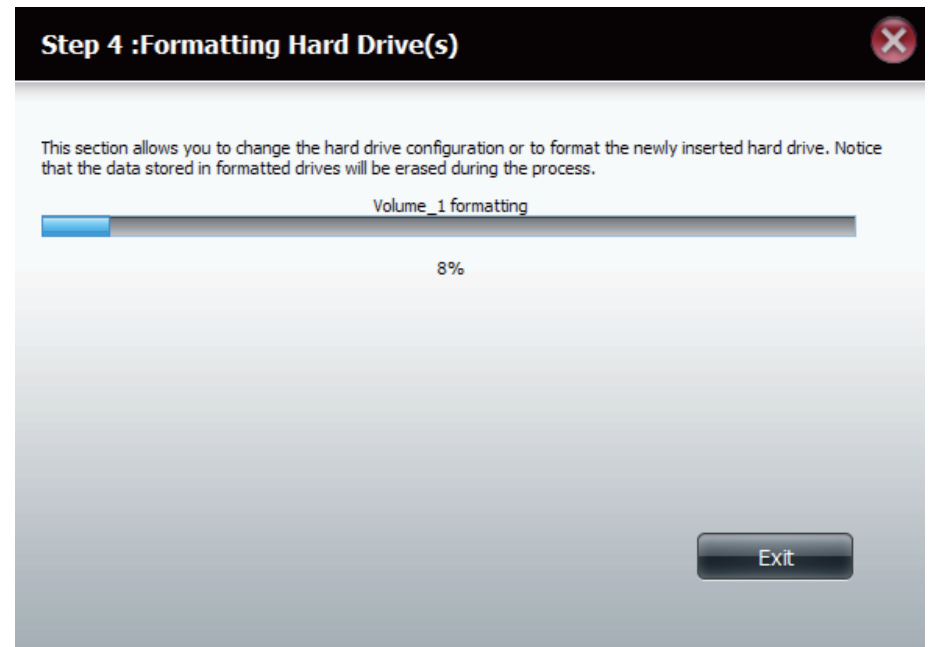 Step 4 :Formatting Hard Drive(s)
This section allows you to change the hard drive configuration or to format the newly inserted hard drive. Notice
that the data stored in formatted drives will be erased during the process.
Volume_1 formatting
8%
Exit